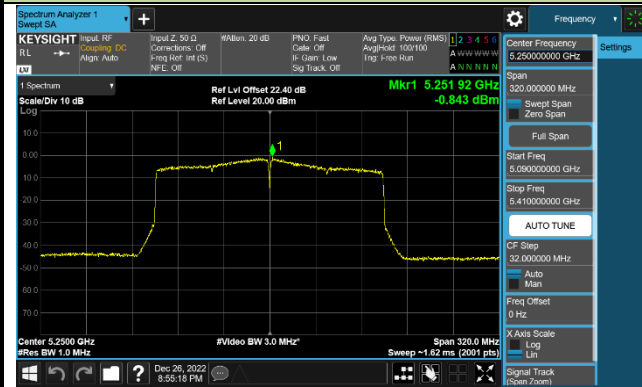 Spectrum Analyzer 1
Swept SA
Frequency
KEYSIGHT
RL
LXI
Input: RF
Coupling: DC
Align: Auto
Input Z: 50 Ω
Corrections: Off
Freq Ref: Int (S)
NFE: Off
#Atten: 20 dB
PNO: Fast
Gate: Off
IF Gain: Low
Sig Track: Off
Avg Type: Power (RMS)
Avg|Hold: 100/100
Trig: Free Run
1 2 3 4 5 6
A W W W W W
A N N N N N
1 Spectrum
Scale/Div 10 dB
Ref Lvl Offset 22.40 dB
Ref Level 20.00 dBm
Mkr1 5.251 92 GHz
-0.843 dBm
Log
10.0
0.00
-10.0
-20.0
-30.0
-40.0
-50.0
-60.0
-70.0
1
Center 5.2500 GHz
#Res BW 1.0 MHz
#Video BW 3.0 MHz*
Span 320.0 MHz
Sweep ~1.62 ms (2001 pts)
Dec 26, 2022
8:55:18 PM
?
Center Frequency
5.250000000 GHz
Settings
Span
320.000000 MHz
Swept Span
Zero Span
Full Span
Start Freq
5.090000000 GHz
Stop Freq
5.410000000 GHz
AUTO TUNE
CF Step
32.000000 MHz
Auto
Man
Freq Offset
0 Hz
X Axis Scale
Log
Lin
Signal Track
(Span Zoom)